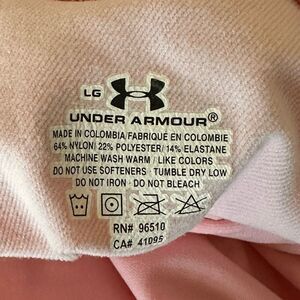 LG
UNDER ARMOUR®
MADE IN COLOMBIA/FABRIQUE EN COLOMBIE
64% NYLON/ 22% POLYESTER/ 14% ELASTANE
MACHINE WASH WARM / LIKE COLORS
DO NOT USE SOFTENERS / TUMBLE DRY LOW
DO NOT IRON · DO NOT BLEACH
RN# 96510
CA# 41095